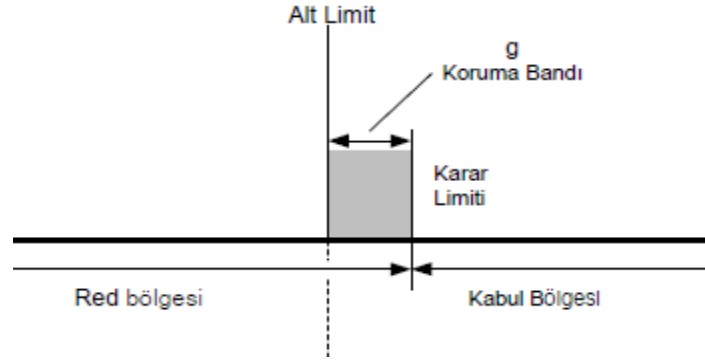 Alt Limit
g
Koruma Bandı
Karar
Limiti
Red bölgesi
Kabul Bölgesi